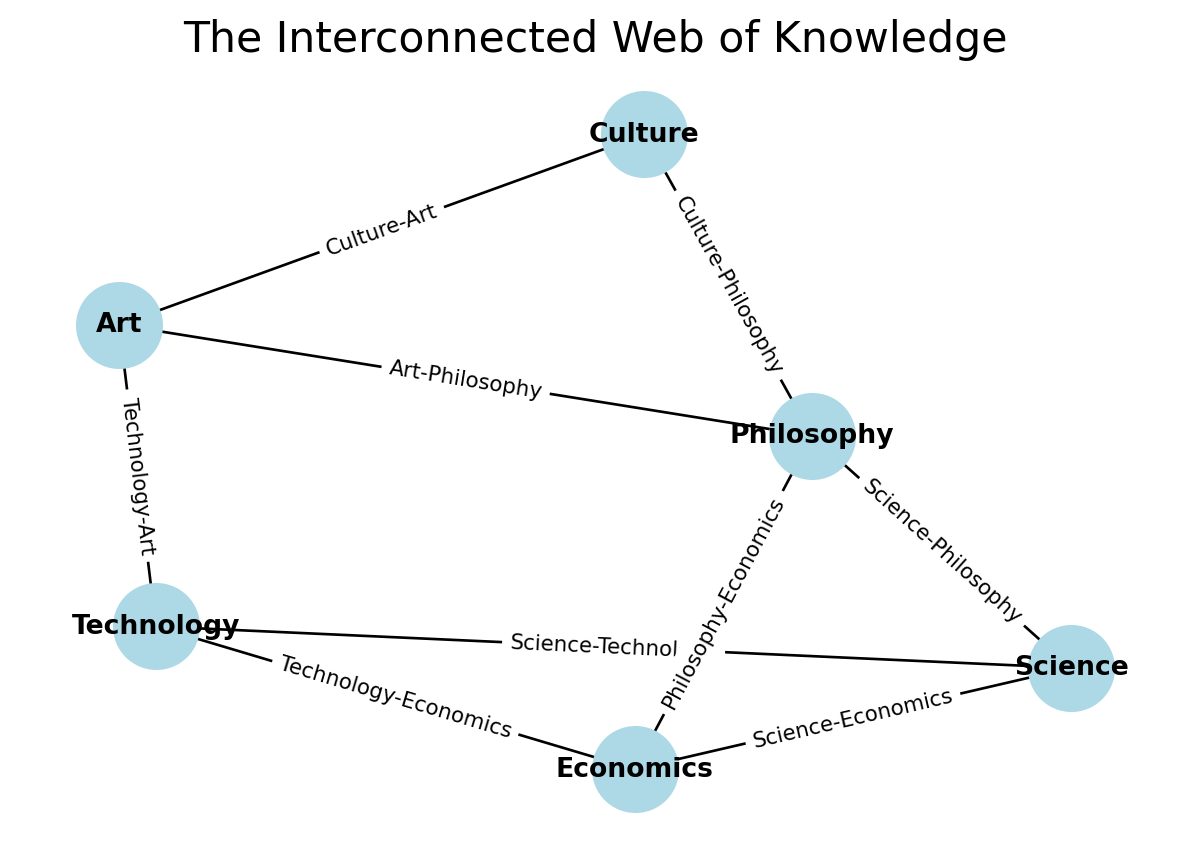 The Interconnected Web of Knowledge
Culture
Culture-Art
Culture-Philosophy
Art
Art-Philosophy
Philosophy
Technology-Art
Science-Philosophy
Philosophy-Economics
Technology
Science-Technol
Science
Technology-Economics
Science-Economics
Economics